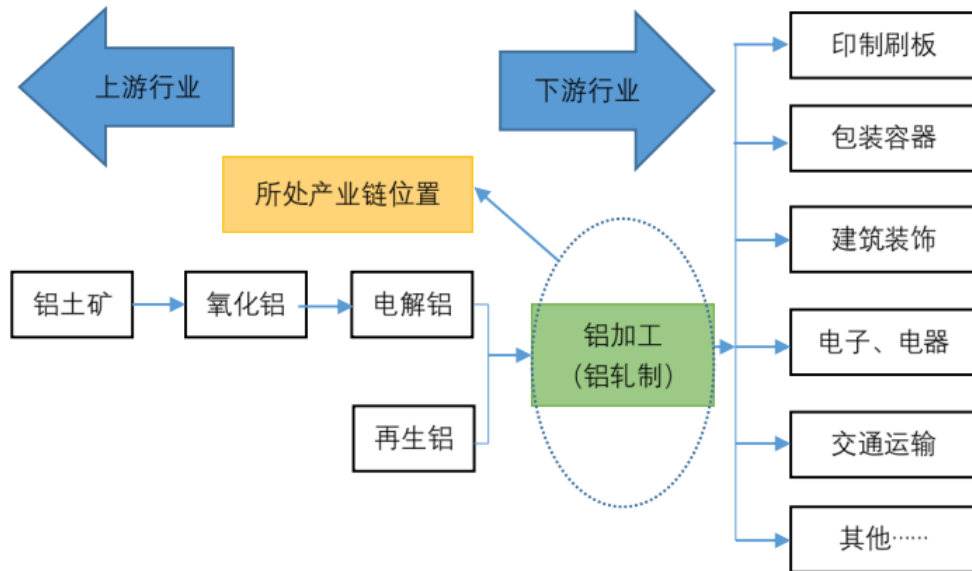 上游行业
下游行业
印制刷板
包装容器
所处产业链位置
建筑装饰
铝土矿
氧化铝
电解铝
铝加工
（铝轧制）
电子、电器
再生铝
交通运输
其他……